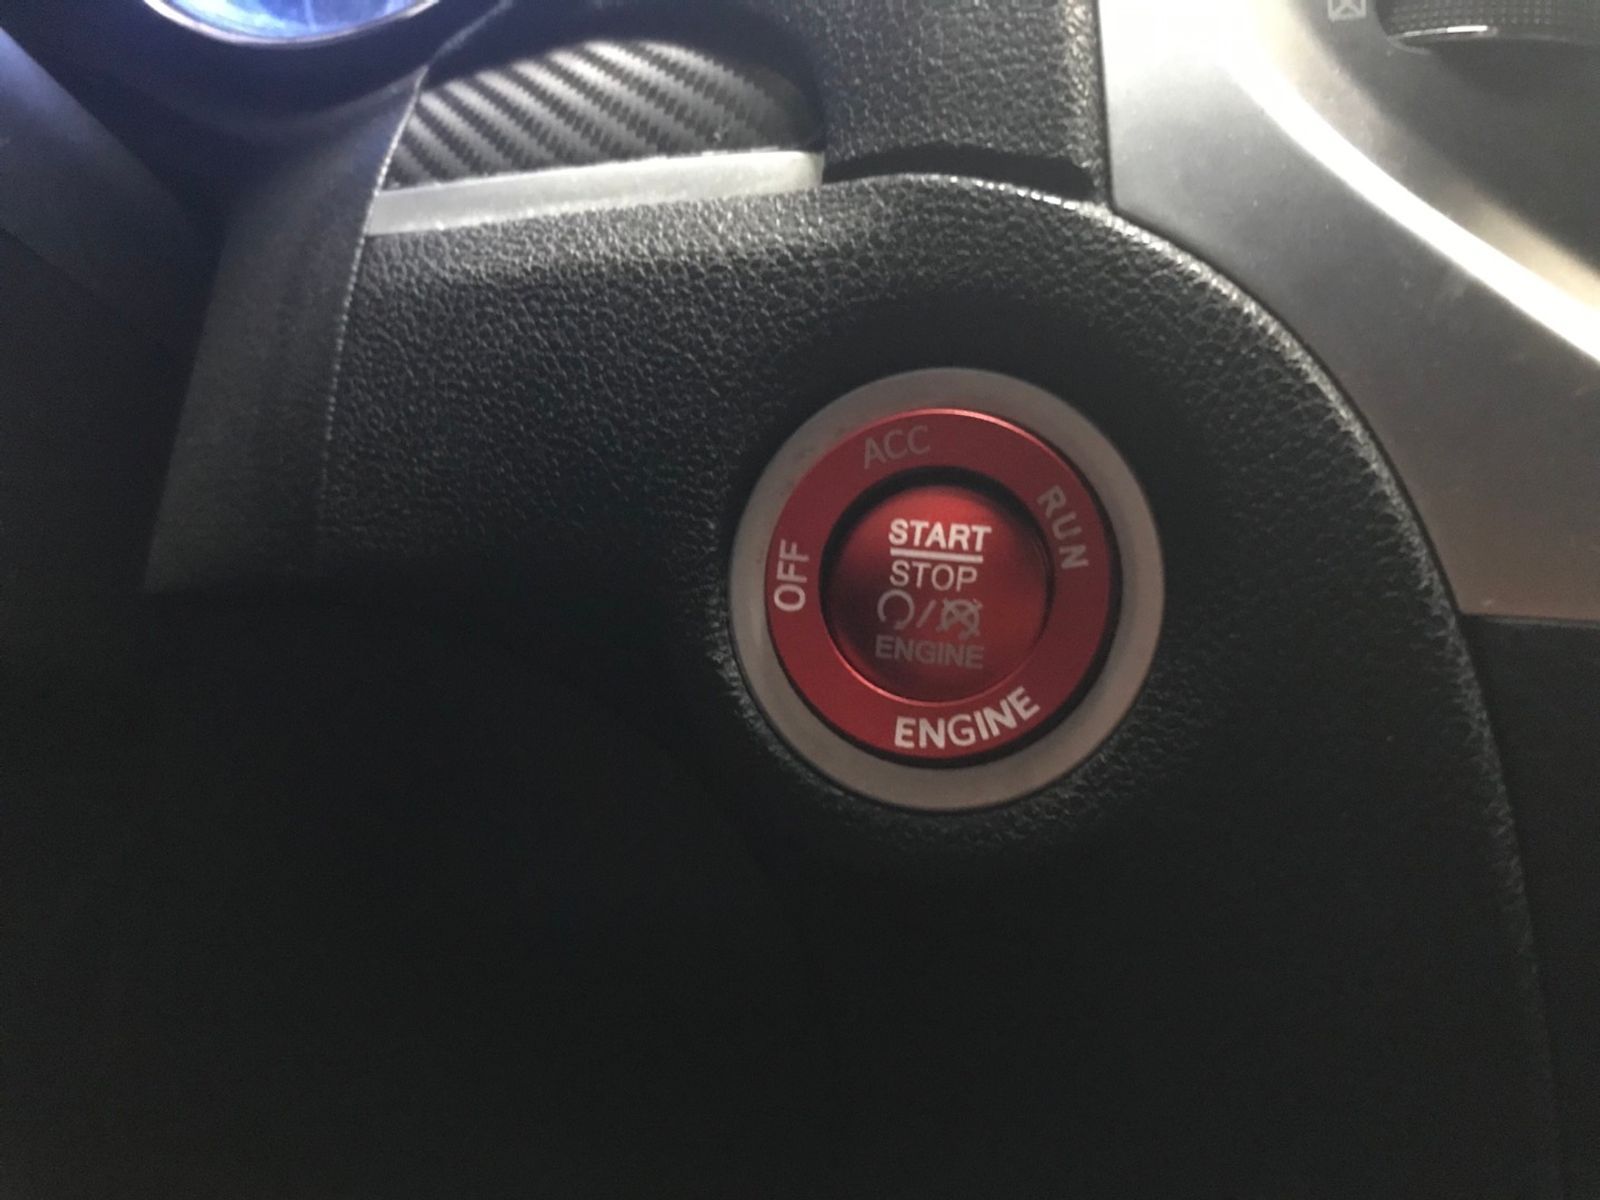 ACC
RUN
OFF
START
STOP
ENGINE
ENGINE